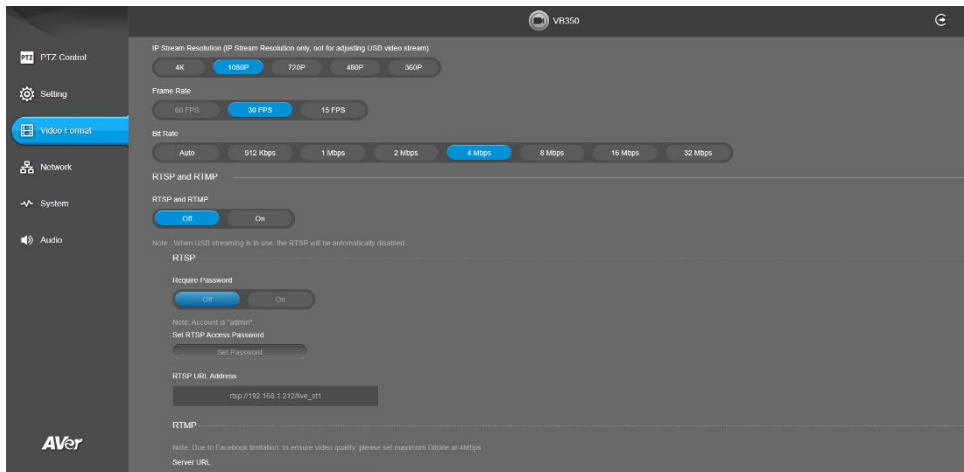 VB350
PTZ PTZ Control
Setting
Video Format
Network
System
Audio
AVer
IP Stream Resolution (IP Stream Resolution only, not for adjusting USB video stream)
4K 1080P 720P 480P 360P
Frame Rate
60 FPS 30 FPS 15 FPS
Bit Rate
Auto 512 Kbps 1 Mbps 2 Mbps 4 Mbps 8 Mbps 16 Mbps 32 Mbps
RTSP and RTMP
RTSP and RTMP
Off On
Note : When USB streaming is in use, the RTSP will be automatically disabled.
RTSP
Require Password
Off On
Note: Account is "admin".
Set RTSP Access Password
Set Password
RTSP URL Address
rtsp://192.168.1.212/live_st1
RTMP
Note: Due to Facebook limitation, to ensure video quality, please set maximum Bitrate at 4Mbps
Server URL